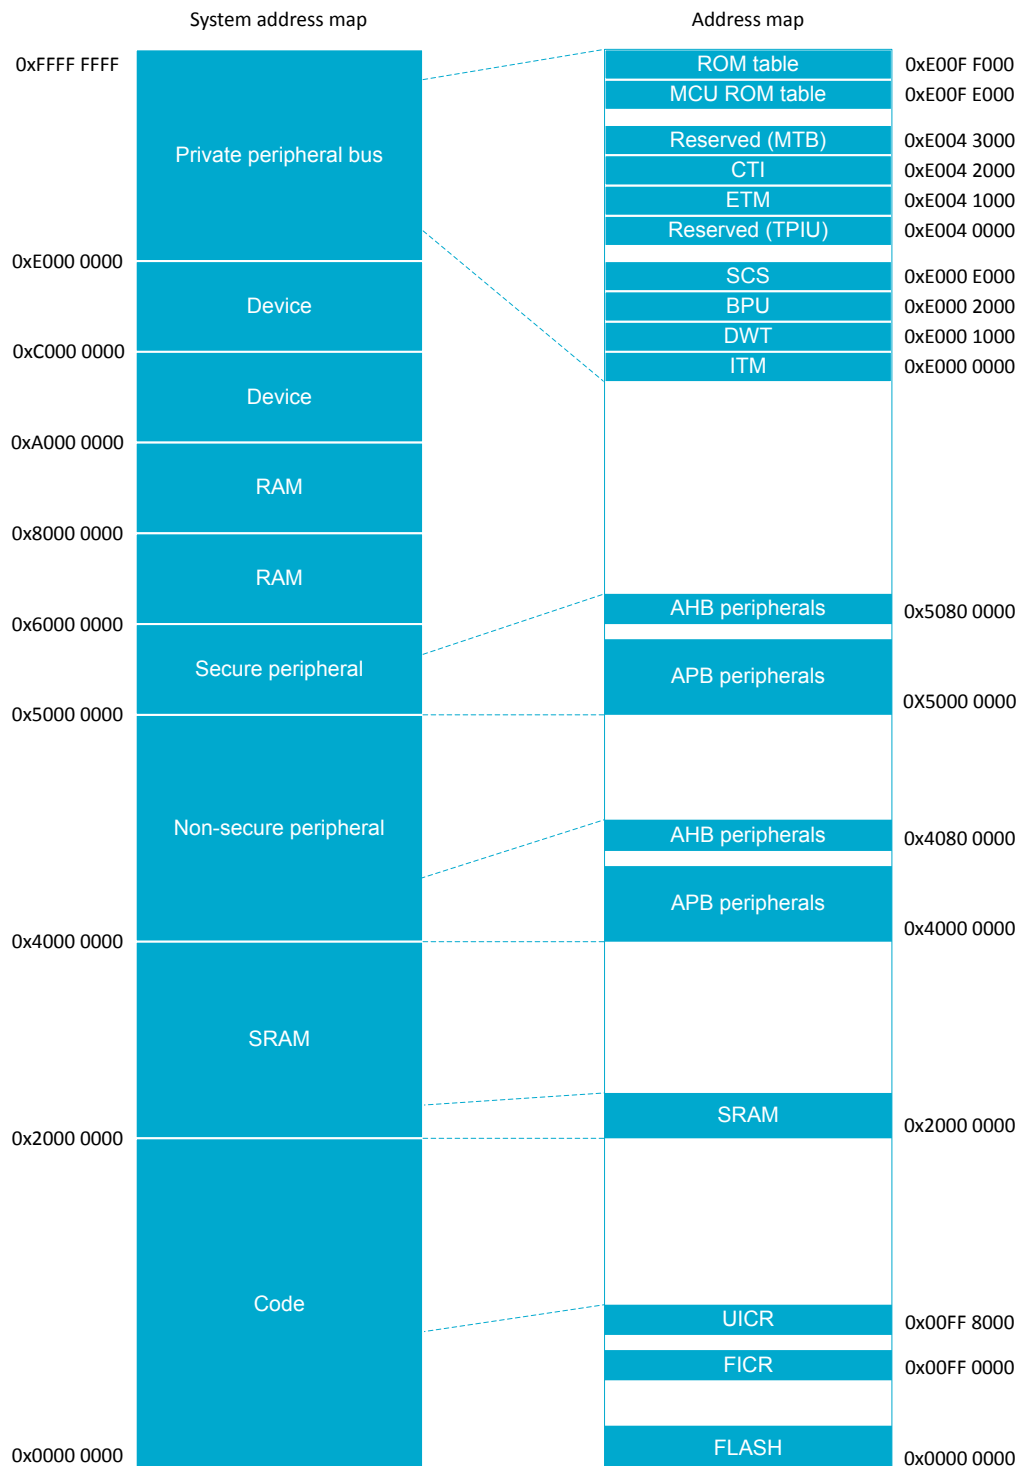 System address map
Address map
0xFFFF FFFF
Private peripheral bus
0xE000 0000
Device
0xC000 0000
Device
0xA000 0000
RAM
0x8000 0000
RAM
0x6000 0000
Secure peripheral
0x5000 0000
Non-secure peripheral
0x4000 0000
SRAM
0x2000 0000
Code
0x0000 0000
ROM table 0xE00F F000
MCU ROM table 0xE00F E000
Reserved (MTB) 0xE004 3000
CTI 0xE004 2000
ETM 0xE004 1000
Reserved (TPIU) 0xE004 0000
SCS 0xE000 E000
BPU 0xE000 2000
DWT 0xE000 1000
ITM 0xE000 0000
AHB peripherals 0x5080 0000
APB peripherals 0X5000 0000
AHB peripherals 0x4080 0000
APB peripherals 0x4000 0000
SRAM 0x2000 0000
UICR 0x00FF 8000
FICR 0x00FF 0000
FLASH 0x0000 0000